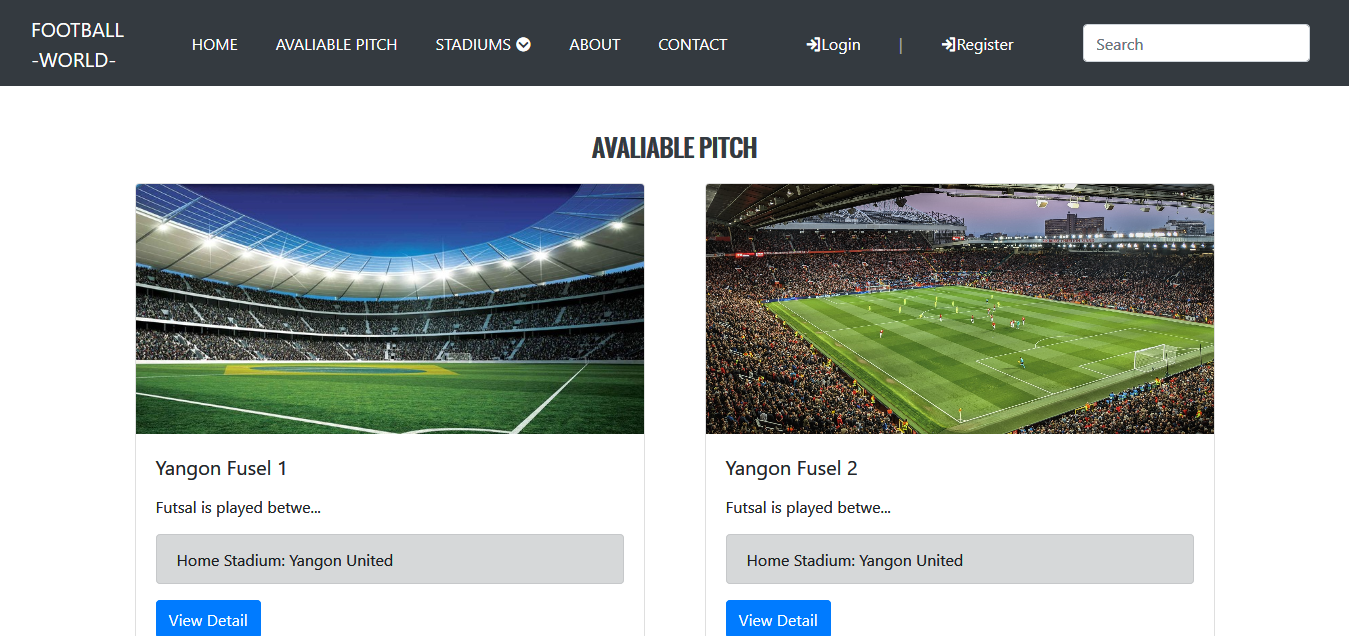 FOOTBALL
-WORLD-
HOME
AVALIABLE PITCH
STADIUMS
ABOUT
CONTACT
Login
|
Register
Search
AVALIABLE PITCH
Yangon Fusel 1
Futsal is played betwe...
Home Stadium: Yangon United
View Detail
Yangon Fusel 2
Futsal is played betwe...
Home Stadium: Yangon United
View Detail